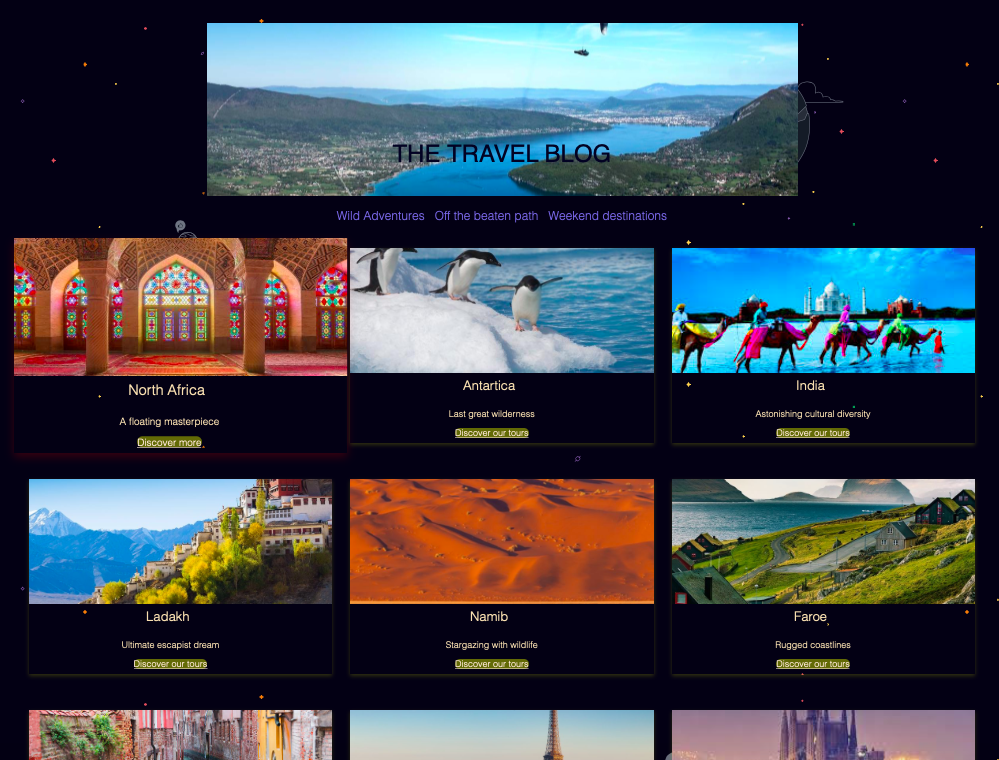 THE TRAVEL BLOG
Wild Adventures Off the beaten path Weekend destinations
North Africa
A floating masterpiece
Discover more
Antartica
Last great wilderness
Discover our tours
India
Astonishing cultural diversity
Discover our tours
Ladakh
Ultimate escapist dream
Discover our tours
Namib
Stargazing with wildlife
Discover our tours
Faroe
Rugged coastlines
Discover our tours